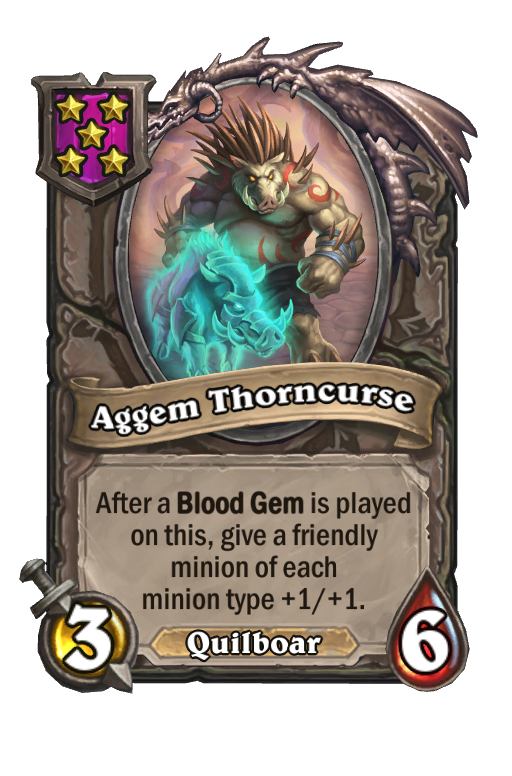 Aggem Thorncurse
After a Blood Gem is played
on this, give a friendly
minion of each
minion type +1/+1.
3
Quilboar
6